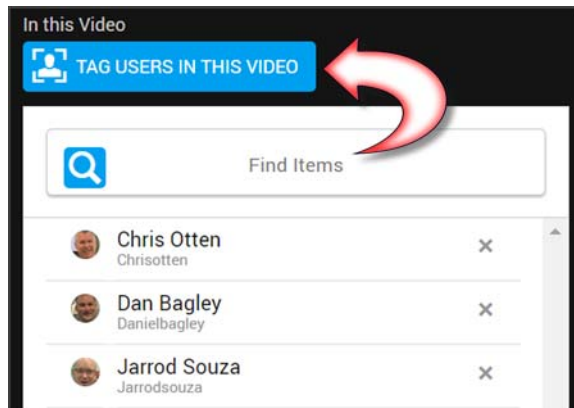 In this Video
TAG USERS IN THIS VIDEO
Find Items
Chris Otten
Chrisotten
Dan Bagley
Danielbagley
Jarrod Souza
Jarrodsouza